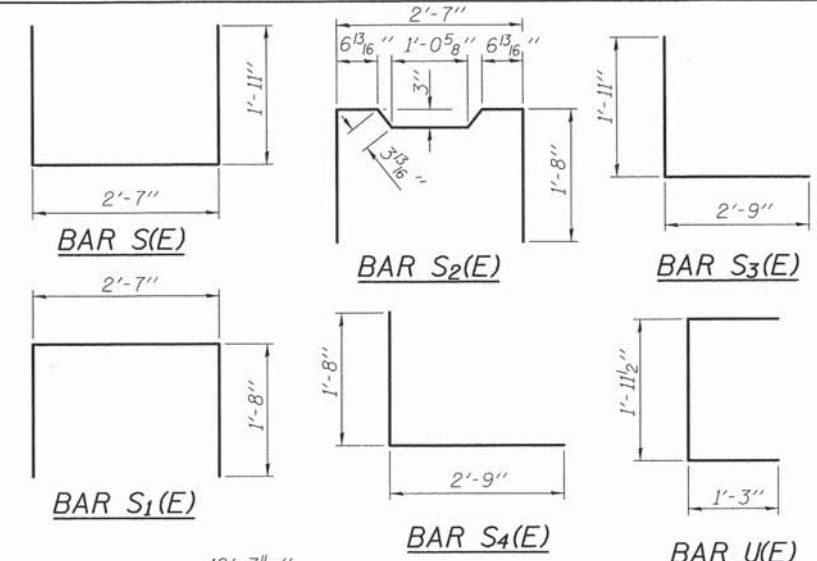 1'-11"
2'-7"
BAR S(E)
2'-7"
6 13/16" 1'-0 5/8" 6 13/16"
3"
3 13/16"
1'-8"
BAR S2(E)
1'-11"
2'-9"
BAR S3(E)
2'-7"
1'-8"
BAR S1(E)
1'-8"
2'-9"
BAR S4(E)
1'-11 1/2"
1'-3"
BAR U(E)